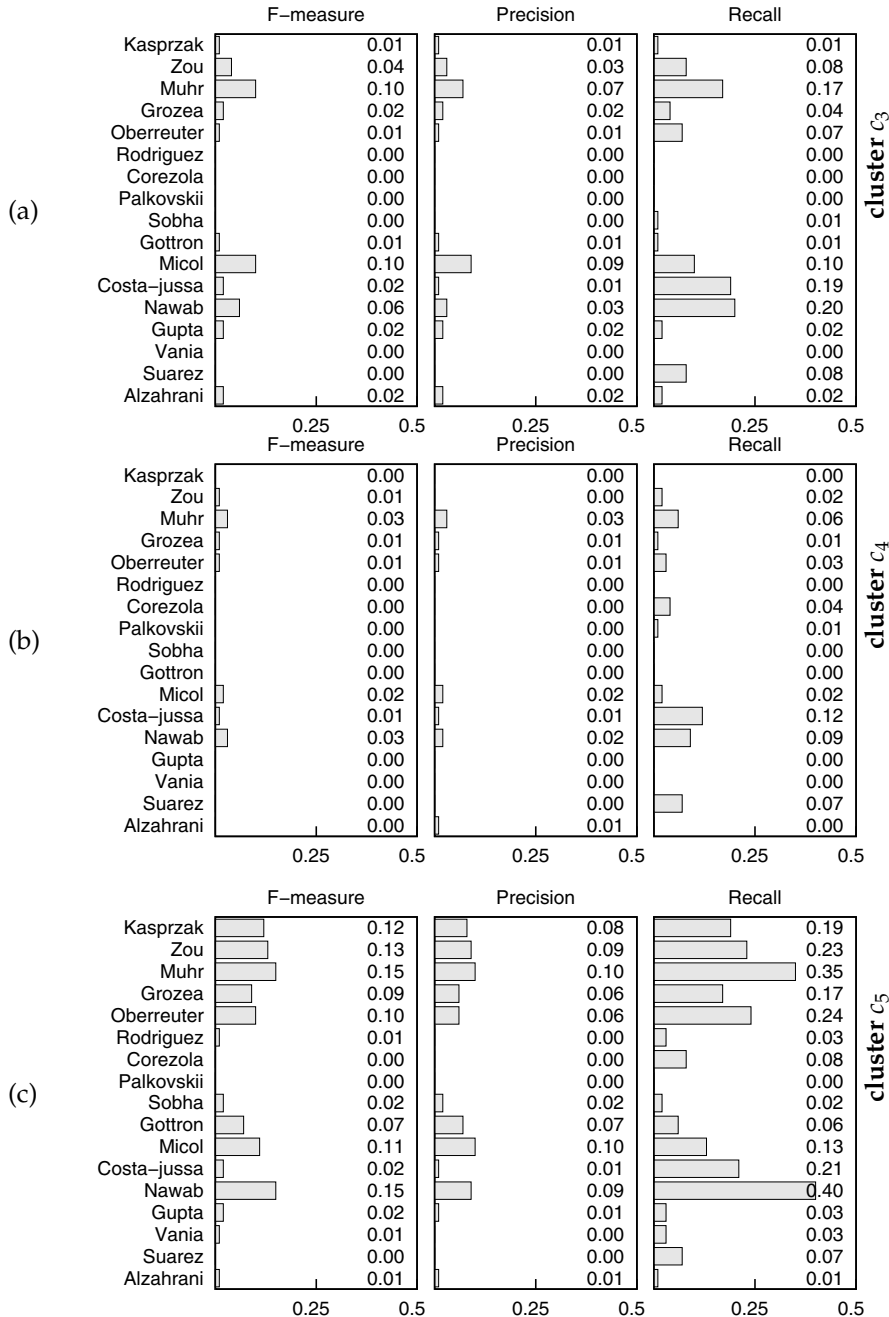 F−measure Precision Recall
Kasprzak 0.01 0.01 0.01
Zou 0.04 0.03 0.08
Muhr 0.10 0.07 0.17
Grozea 0.02 0.02 0.04
Oberreuter 0.01 0.01 0.07
Rodriguez 0.00 0.00 0.00
Corezola 0.00 0.00 0.00
Palkovskii 0.00 0.00 0.00
(a)
Sobha 0.00 0.00 0.01
Gottron 0.01 0.01 0.01
Micol 0.10 0.09 0.10
Costa−jussa 0.02 0.01 0.19
Nawab 0.06 0.03 0.20
Gupta 0.02 0.02 0.02
Vania 0.00 0.00 0.00
Suarez 0.00 0.00 0.08
Alzahrani 0.02 0.02 0.02
0.25 0.5 0.25 0.5 0.25 0.5
cluster c3
F−measure Precision Recall
Kasprzak 0.00 0.00 0.00
Zou 0.01 0.00 0.02
Muhr 0.03 0.03 0.06
Grozea 0.01 0.01 0.01
Oberreuter 0.01 0.01 0.03
Rodriguez 0.00 0.00 0.00
Corezola 0.00 0.00 0.04
Palkovskii 0.00 0.00 0.01
(b)
Sobha 0.00 0.00 0.00
Gottron 0.00 0.00 0.00
Micol 0.02 0.02 0.02
Costa−jussa 0.01 0.01 0.12
Nawab 0.03 0.02 0.09
Gupta 0.00 0.00 0.00
Vania 0.00 0.00 0.00
Suarez 0.00 0.00 0.07
Alzahrani 0.00 0.01 0.00
0.25 0.5 0.25 0.5 0.25 0.5
cluster c4
F−measure Precision Recall
Kasprzak 0.12 0.08 0.19
Zou 0.13 0.09 0.23
Muhr 0.15 0.10 0.35
Grozea 0.09 0.06 0.17
Oberreuter 0.10 0.06 0.24
Rodriguez 0.01 0.00 0.03
Corezola 0.00 0.00 0.08
Palkovskii 0.00 0.00 0.00
(c)
Sobha 0.02 0.02 0.02
Gottron 0.07 0.07 0.06
Micol 0.11 0.10 0.13
Costa−jussa 0.02 0.01 0.21
Nawab 0.15 0.09 0.40
Gupta 0.02 0.01 0.03
Vania 0.01 0.00 0.03
Suarez 0.00 0.00 0.07
Alzahrani 0.01 0.01 0.01
0.25 0.5 0.25 0.5 0.25 0.5
cluster c5